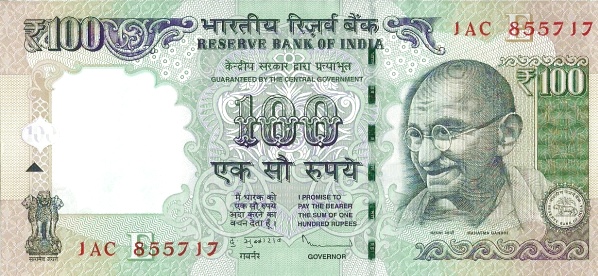 ₹100 भारतीय रिज़र्व बैंक 1AC 855717
RESERVE BANK OF INDIA
केन्द्रीय सरकार द्वारा प्रत्याभूत
GUARANTEED BY THE CENTRAL GOVERNMENT
₹100
100
एक सौ रुपये
मैं धारक को
एक सौ रुपये
अदा करने का
वचन देता हूँ ।
I PROMISE TO
PAY THE BEARER
THE SUM OF ONE
HUNDRED RUPEES
महात्मा गांधी MAHATMA GANDHI
E
1AC 855717
E
गवर्नर GOVERNOR
सत्यमेव जयते